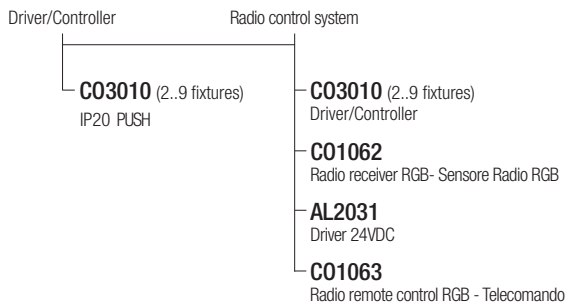 Driver/Controller
Radio control system
CO3010 (2..9 fixtures)
IP20 PUSH
CO3010 (2..9 fixtures)
Driver/Controller
CO1062
Radio receiver RGB- Sensore Radio RGB
AL2031
Driver 24VDC
CO1063
Radio remote control RGB - Telecomando